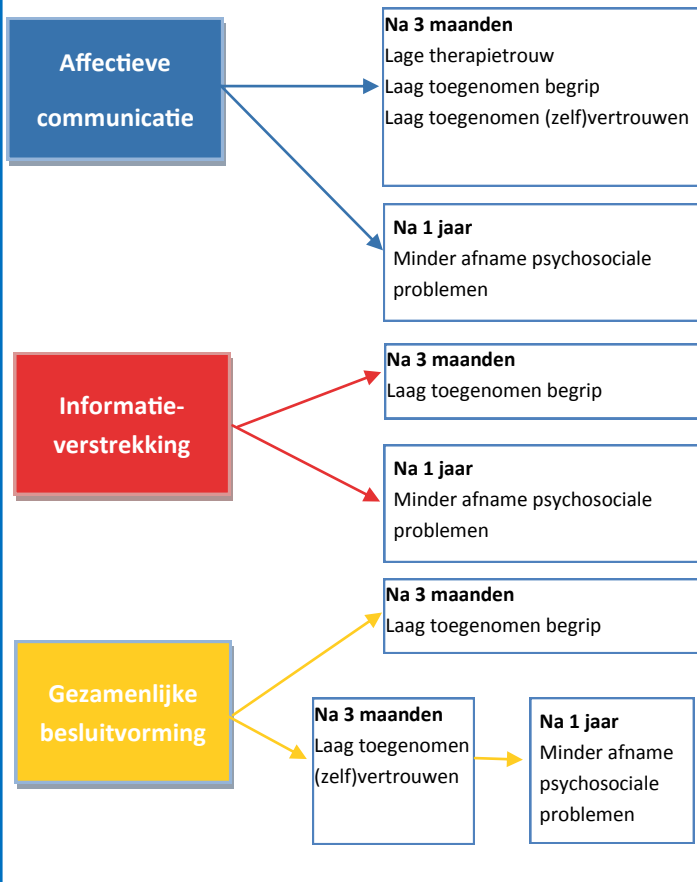 Affectieve
communicatie
Na 3 maanden
Lage therapietrouw
Laag toegenomen begrip
Laag toegenomen (zelf)vertrouwen
Na 1 jaar
Minder afname psychosociale
problemen
Informatie-
verstrekking
Na 3 maanden
Laag toegenomen begrip
Na 1 jaar
Minder afname psychosociale
problemen
Gezamenlijke
besluitvorming
Na 3 maanden
Laag toegenomen begrip
Na 3 maanden
Laag toegenomen
(zelf)vertrouwen
Na 1 jaar
Minder afname
psychosociale
problemen